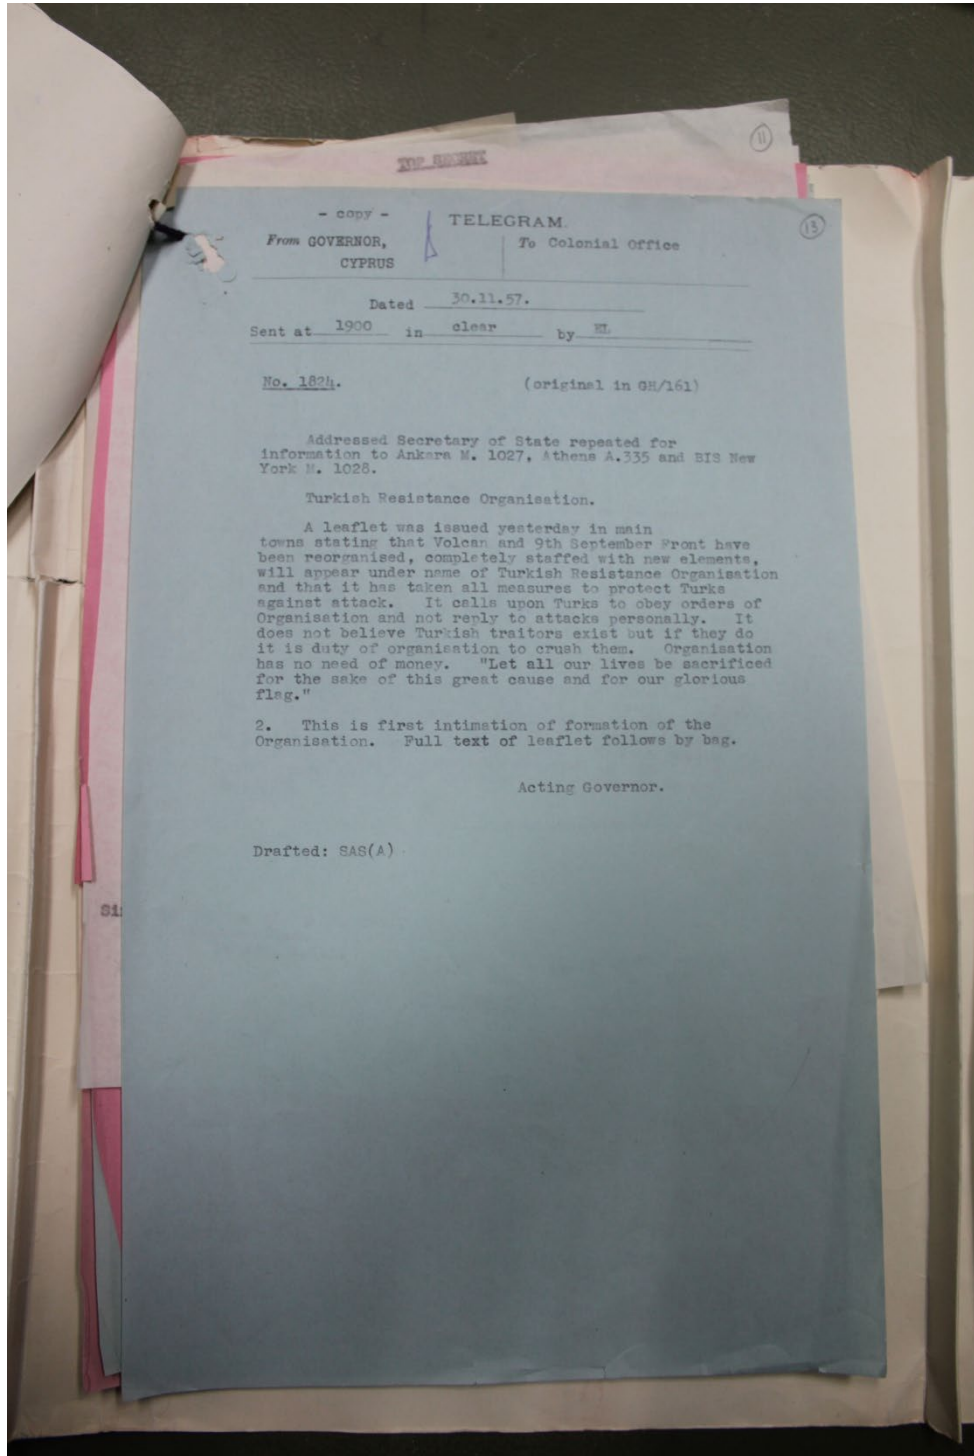 11
TOP SECRET
13
- copy -
TELEGRAM.
From GOVERNOR,
CYPRUS
To Colonial Office
Dated 30.11.57.
Sent at 1900 in clear by EL
No. 1824.
(original in GH/161)
Addressed Secretary of State repeated for
information to Ankara M. 1027, Athens A.335 and BIS New
York M. 1028.
Turkish Resistance Organisation.
A leaflet was issued yesterday in main
towns stating that Volcan and 9th September Front have
been reorganised, completely staffed with new elements,
will appear under name of Turkish Resistance Organisation
and that it has taken all measures to protect Turks
against attack. It calls upon Turks to obey orders of
Organisation and not reply to attacks personally. It
does not believe Turkish traitors exist but if they do
it is duty of organisation to crush them. Organisation
has no need of money. "Let all our lives be sacrificed
for the sake of this great cause and for our glorious
flag."
2. This is first intimation of formation of the
Organisation. Full text of leaflet follows by bag.
Acting Governor.
Drafted: SAS(A)